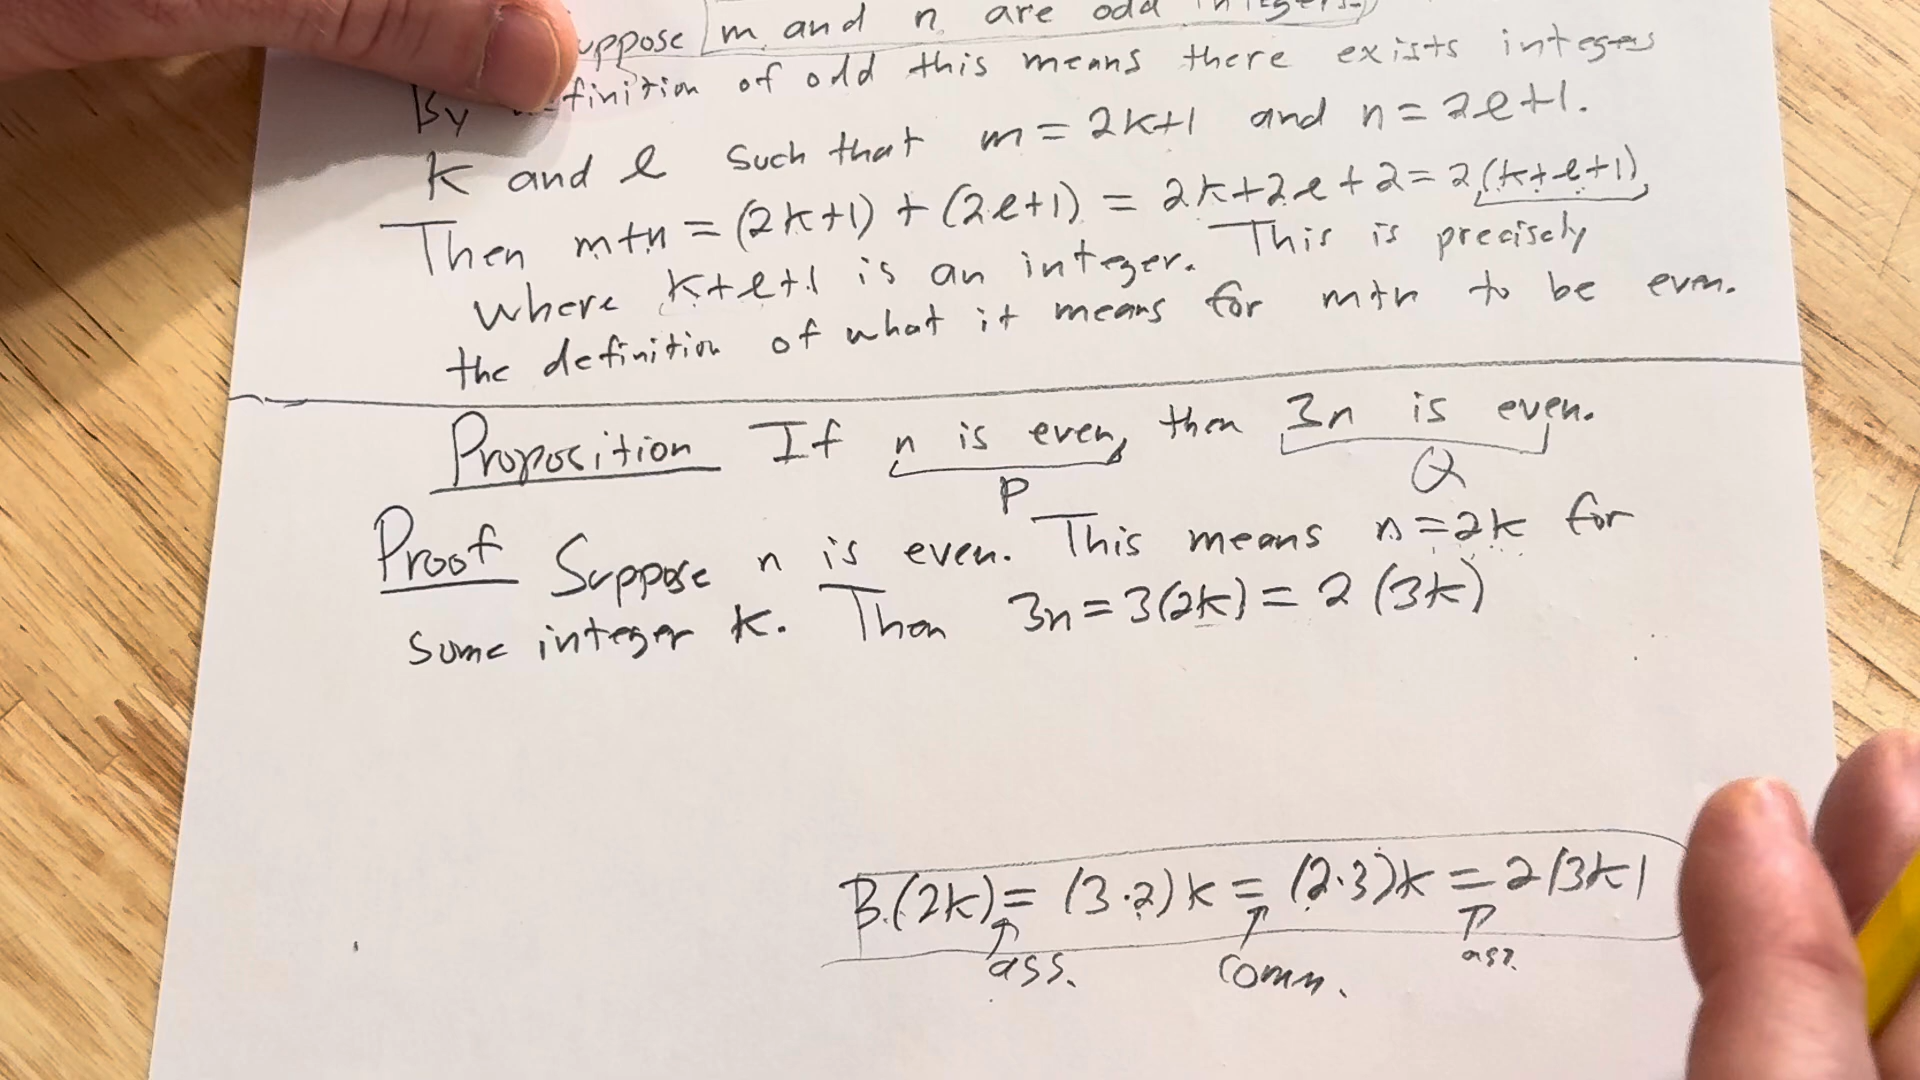 uppose m and n are odd integers.
By finition of odd this means there exists integers
k and l such that m = 2k+1 and n = 2l+1.
Then m+n = (2k+1) + (2l+1) = 2k+2l+2 = 2(k+l+1)
where k+l+1 is an integer. This is precisely
the definition of what it means for m+n to be even.
Proposition If n is even, then 3n is even.
P Q
Proof Suppose n is even. This means n=2k for
some integer k. Then 3n = 3(2k) = 2(3k)
3·(2k) = (3·2)k = (2·3)k = 2(3k)
ass. comm. ass.